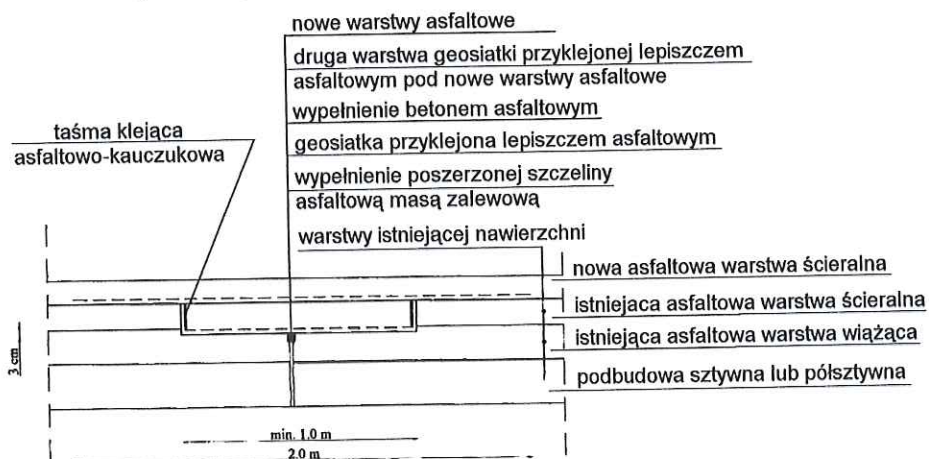 nowe warstwy asfaltowe
druga warstwa geosiatki przyklejonej lepiszczem
asfaltowym pod nowe warstwy asfaltowe
wypełnienie betonem asfaltowym
geosiatka przyklejona lepiszczem asfaltowym
wypełnienie poszerzonej szczeliny
asfaltową masą zalewową
warstwy istniejącej nawierzchni
taśma klejąca
asfaltowo-kauczukowa
nowa asfaltowa warstwa ścieralna
istniejaca asfaltowa warstwa ścieralna
istniejąca asfaltowa warstwa wiążąca
podbudowa sztywna lub półsztywna
3 cm
min. 1.0 m
2.0 m